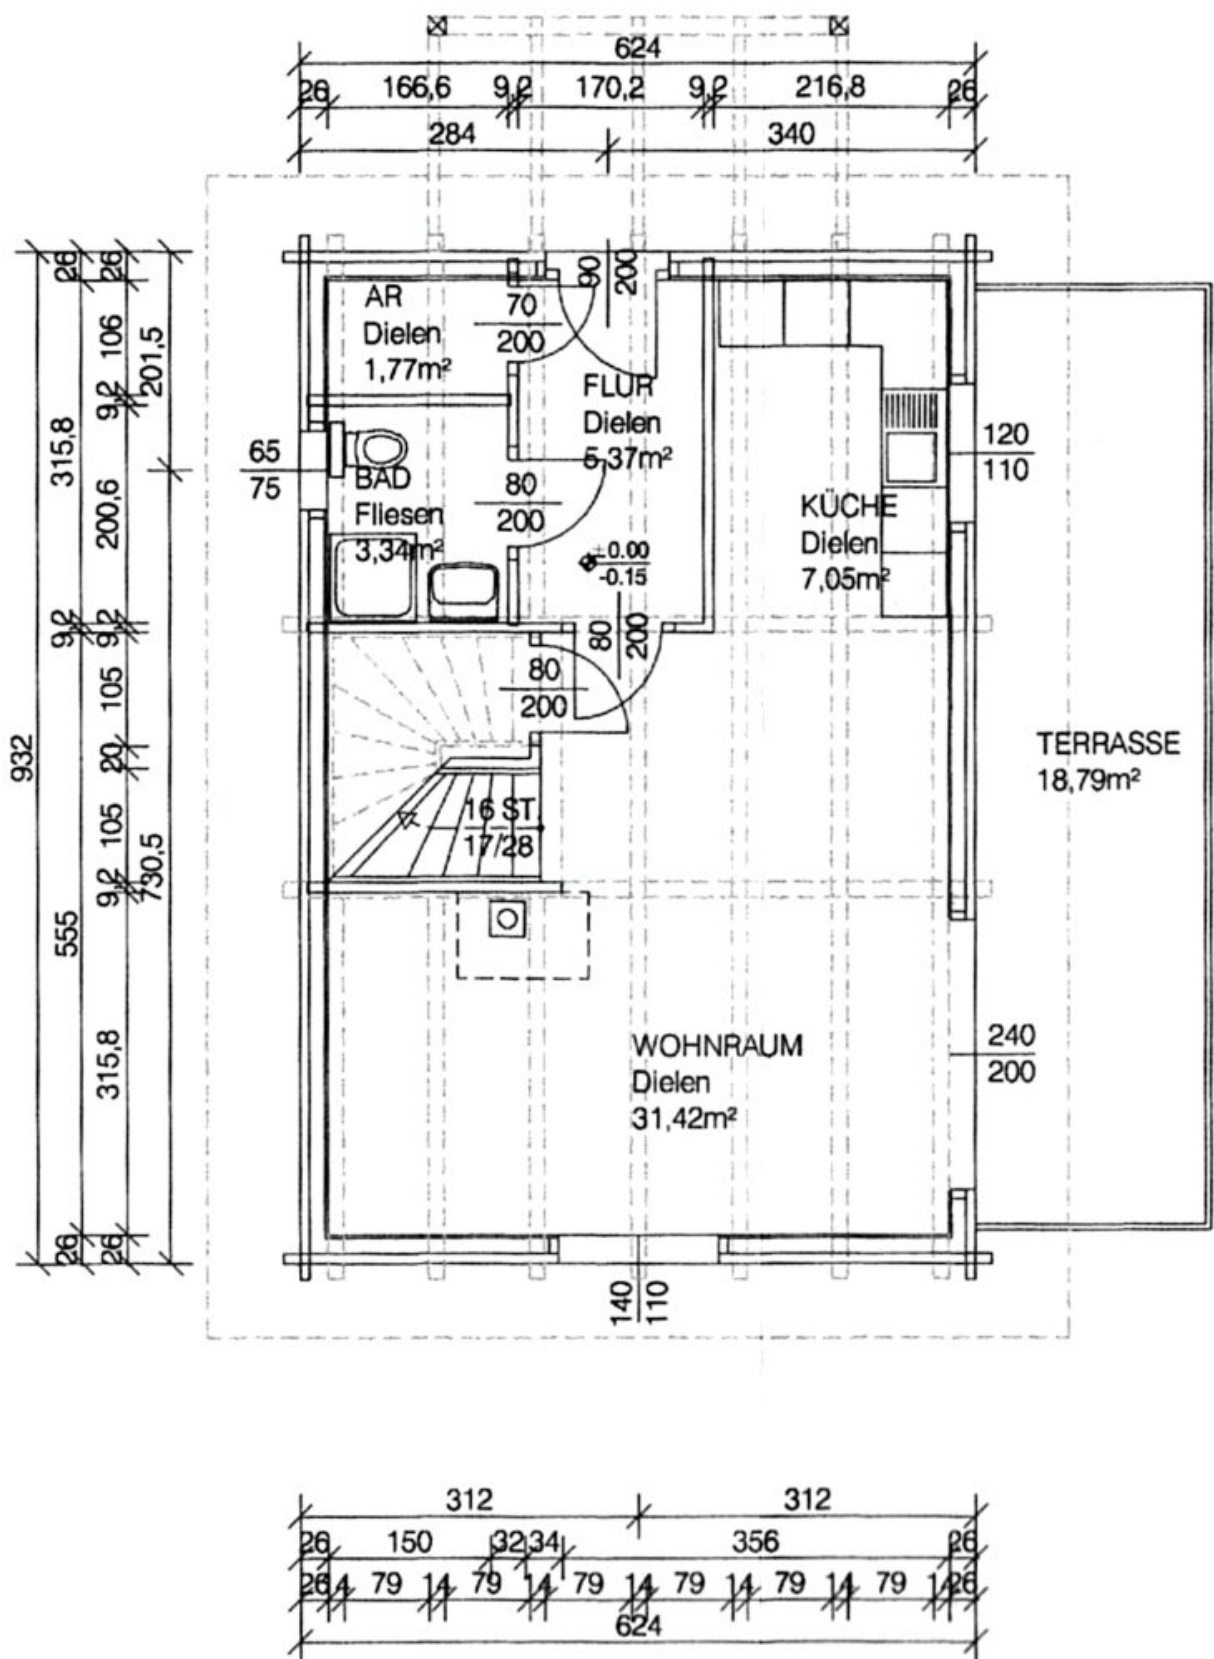 624
26 166,6 9,2 170,2 9,2 216,8 26
284 340
90
200
26 26
AR
Dielen
1,77m²
70
200
106
201,5
9,2
FLUR
Dielen
5,37m²
315,8
65
75
BAD
Fliesen
3,34m²
80
200
120
110
KÜCHE
Dielen
7,05m²
200,6
±0.00
-0.15
9,2 9,2
80
200
80
200
105
932
20
TERRASSE
18,79m²
105
730,5
16 ST.
17/28
9,2
555
315,8
WOHNRAUM
Dielen
31,42m²
240
200
26 26
140
110
312 312
26 150 32 34 356 26
26 14 79 14 79 14 79 14 79 14 79 14 79 14 26
624